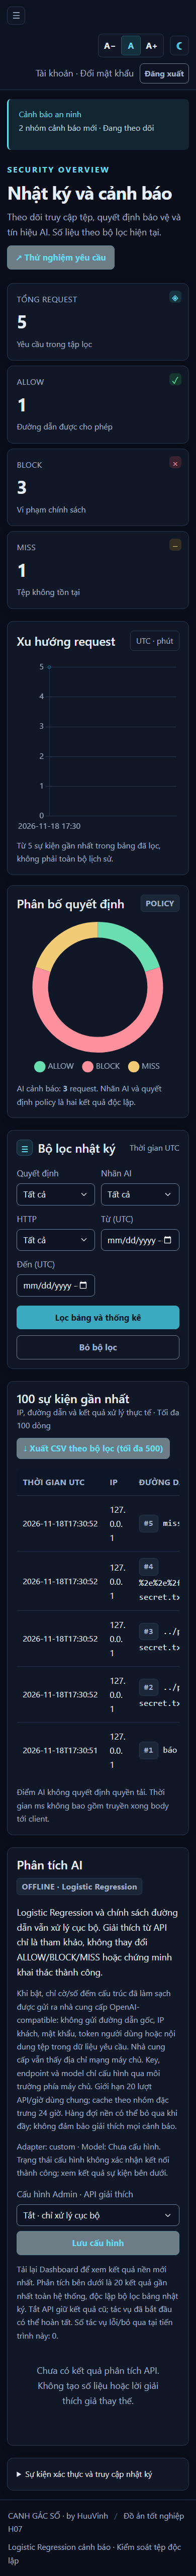 ☰
A− A A+ ☾
Tài khoản · Đổi mật khẩu Đăng xuất
Cảnh báo an ninh
2 nhóm cảnh báo mới · Đang theo dõi
SECURITY OVERVIEW
Nhật ký và cảnh báo
Theo dõi truy cập tệp, quyết định bảo vệ và
tín hiệu AI. Số liệu theo bộ lọc hiện tại.
↗ Thử nghiệm yêu cầu
TỔNG REQUEST
5
Yêu cầu trong tập lọc
ALLOW
1
Đường dẫn được cho phép
BLOCK
3
Vi phạm chính sách
MISS
1
Tệp không tồn tại
Xu hướng request UTC · phút
5
4
3
2
1
0
2026-11-18 17:30
Từ 5 sự kiện gần nhất trong bảng đã lọc,
không phải toàn bộ lịch sử.
Phân bố quyết định POLICY
ALLOW BLOCK MISS
AI cảnh báo: 3 request. Nhãn AI và quyết
định policy là hai kết quả độc lập.
Bộ lọc nhật ký Thời gian UTC
Quyết định Nhãn AI
Tất cả Tất cả
HTTP Từ (UTC)
Tất cả mm/dd/yyyy -
Đến (UTC)
mm/dd/yyyy -
Lọc bảng và thống kê
Bỏ bộ lọc
100 sự kiện gần nhất
IP, đường dẫn và kết quả xử lý thực tế · Tối đa
100 dòng
↓ Xuất CSV theo bộ lọc (tối đa 500)
THỜI GIAN UTC IP
2026-11-18T17:30:52 127.0.0.1 #5 miss
2026-11-18T17:30:52 127.0.0.1 #4
secret.tx
2026-11-18T17:30:52 127.0.0.1 #3
secret.tx
2026-11-18T17:30:52 127.0.0.1 #2
secret.tx
2026-11-18T17:30:51 127.0.0.1 #1 báo
Điểm AI không quyết định quyền tải. Thời
gian ms không bao gồm truyền xong body
tới client.
Phân tích AI
OFFLINE · Logistic Regression
Logistic Regression và chính sách đường
dẫn vẫn xử lý cục bộ. Giải thích từ API
chỉ là tham khảo, không thay đổi
ALLOW/BLOCK/MISS hoặc chứng minh
khai thác thành công.
Khi bật, chỉ cờ/số đếm cấu trúc đã làm sạch
được gửi ra nhà cung cấp OpenAI-
compatible: không gửi đường dẫn gốc, IP
khách, mật khẩu, token người dùng hoặc nội
dung tệp trong dữ liệu yêu cầu. Nhà cung
cấp vẫn thấy địa chỉ mạng máy chủ. Key,
endpoint và model chỉ cấu hình qua môi
trường phía máy chủ. Giới hạn 20 lượt
API/giờ dùng chung; cache theo nhóm đặc
trưng 24 giờ. Hàng đợi nền có thể bỏ qua khi
đầy; không đảm bảo giải thích mọi cảnh báo.
Adapter: custom · Model: Chưa cấu hình.
Trạng thái cấu hình không xác nhận kết nối
thành công; xem kết quả sự kiện bên dưới.
Cấu hình Admin · API giải thích
Tắt · chỉ xử lý cục bộ
Lưu cấu hình
Tải lại Dashboard để xem kết quả nền mới
nhất. Phân tích bên dưới là 20 kết quả gần
nhất toàn hệ thống, độc lập bộ lọc bảng nhật
ký. Tắt API giữ kết quả cũ; tác vụ đã bắt đầu
có thể hoàn tất. Số tác vụ lỗi/bỏ qua tại tiến
trình này: 0.
Chưa có kết quả phân tích API.
Không tạo số liệu hoặc lời giải
thích giả thay thế.
▶ Sự kiện xác thực và truy cập nhật ký
CANH GÁC SỐ · by HuuVinh / Đồ án tốt nghiệp
H07
Logistic Regression cảnh báo · Kiểm soát tệp độc
lập